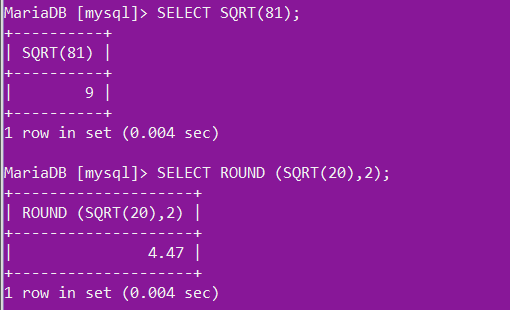 MariaDB [mysql]> SELECT SQRT(81);
+----------+
| SQRT(81) |
+----------+
|        9 |
+----------+
1 row in set (0.004 sec)

MariaDB [mysql]> SELECT ROUND (SQRT(20),2);
+--------------------+
| ROUND (SQRT(20),2) |
+--------------------+
|               4.47 |
+--------------------+
1 row in set (0.004 sec)